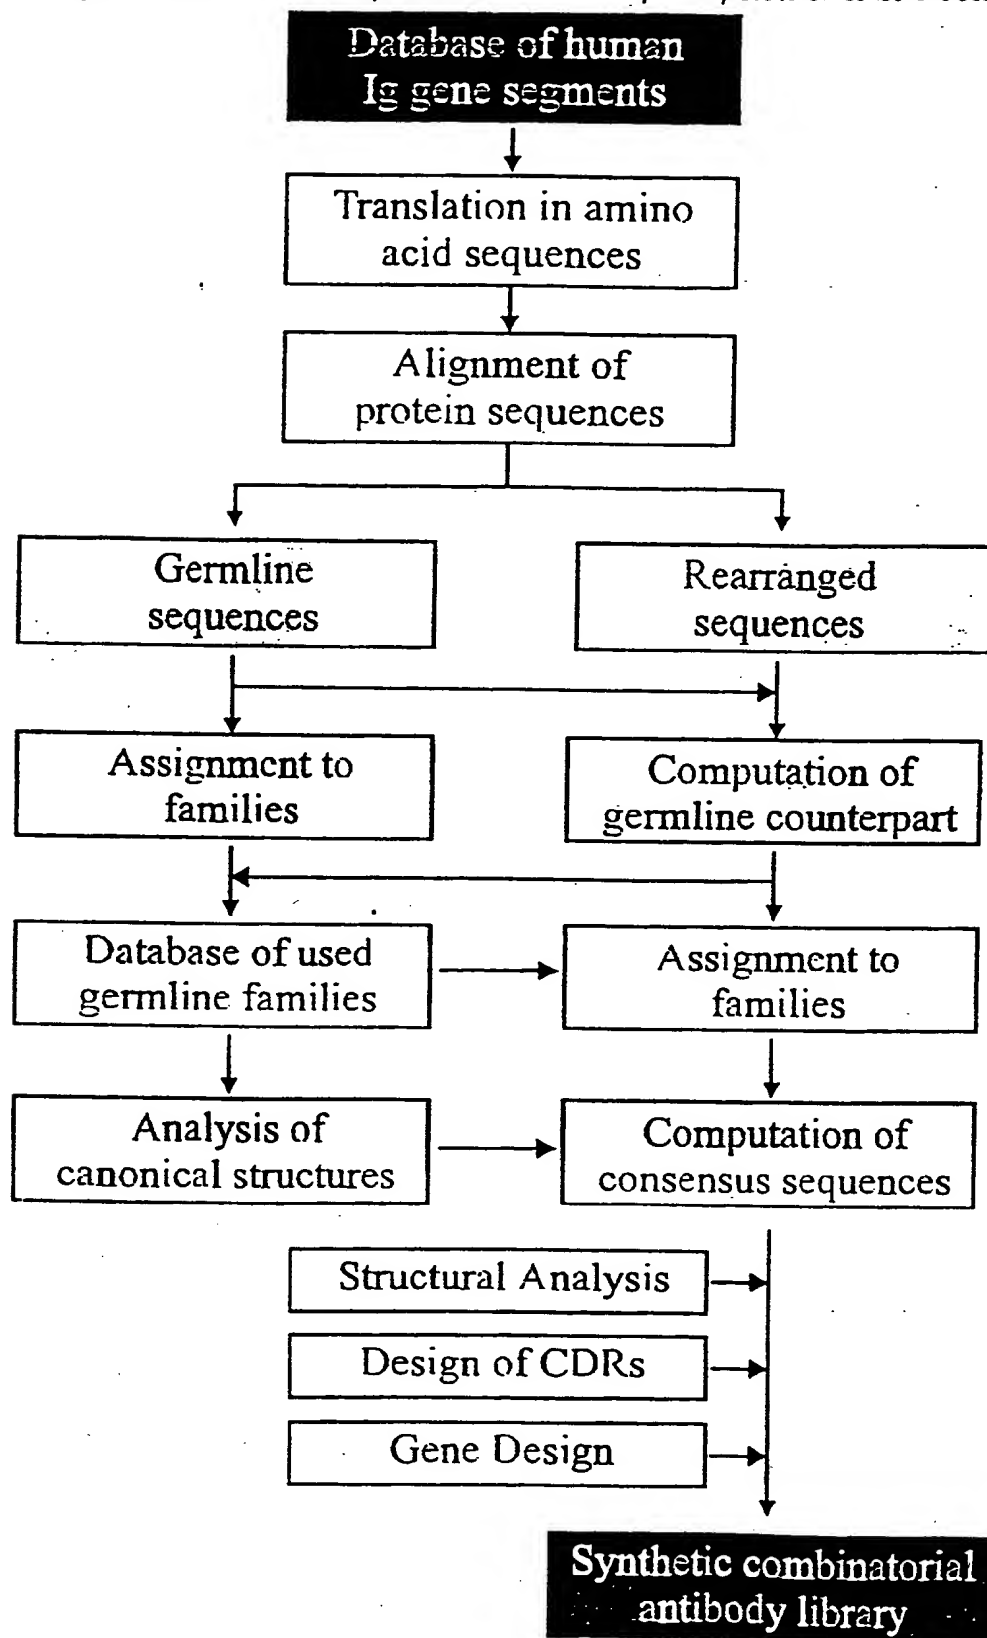 Database of human
Ig gene segments
Translation in amino
acid sequences
Alignment of
protein sequences
Germline
sequences
Rearranged
sequences
Assignment to
families
Computation of
germline counterpart
Database of used
germline families
Assignment to
families
Analysis of
canonical structures
Computation of
consensus sequences
Structural Analysis
Design of CDRs
Gene Design
Synthetic combinatorial
antibody library